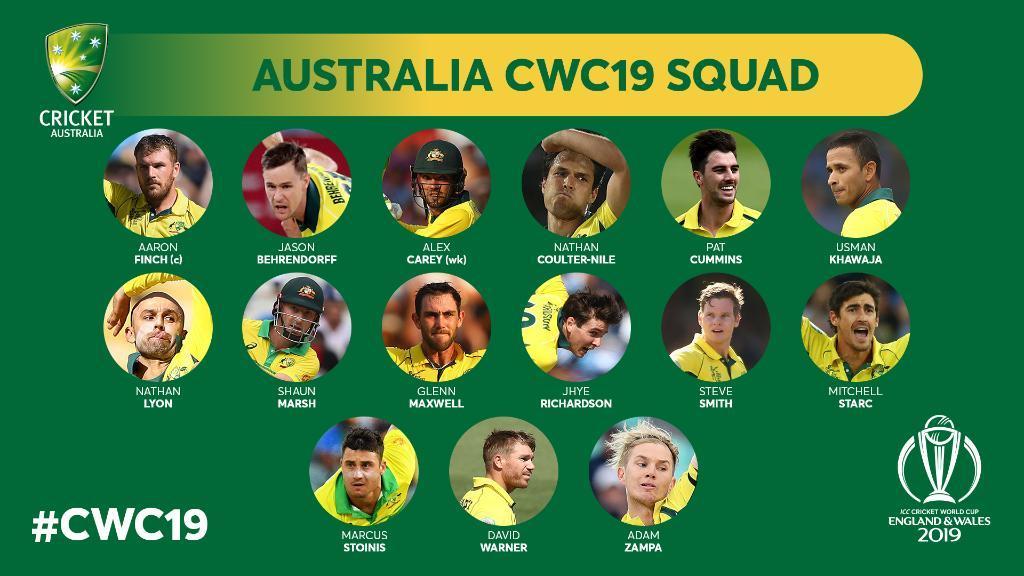 AUSTRALIA CWC19 SQUAD
CRICKET
AUSTRALIA
AARON
FINCH (c)
JASON
BEHRENDORFF
ALEX
CAREY (wk)
NATHAN
COULTER-NILE
PAT
CUMMINS
USMAN
KHAWAJA
NATHAN
LYON
SHAUN
MARSH
GLENN
MAXWELL
JHYE
RICHARDSON
STEVE
SMITH
MITCHELL
STARC
MARCUS
STOINIS
DAVID
WARNER
ADAM
ZAMPA
#CWC19
ICC CRICKET WORLD CUP
ENGLAND & WALES
2019